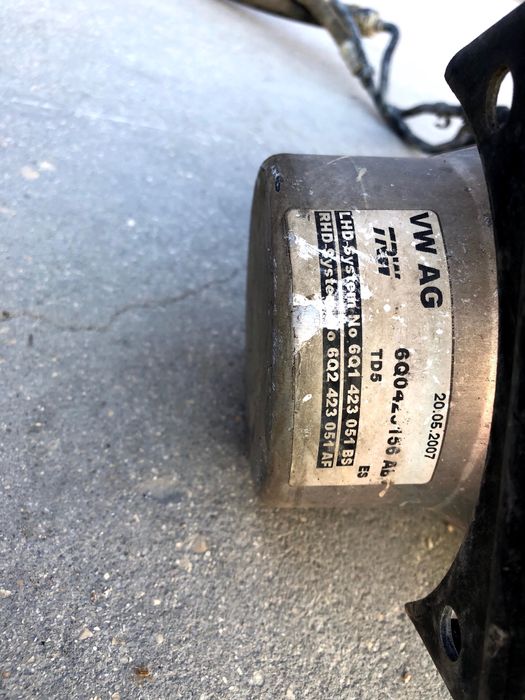 VW AG
20.05.2007
TRW
TD5
ES
LHD-System No 6Q1 423 051 BS
RHD-System No 6Q2 423 051 AF